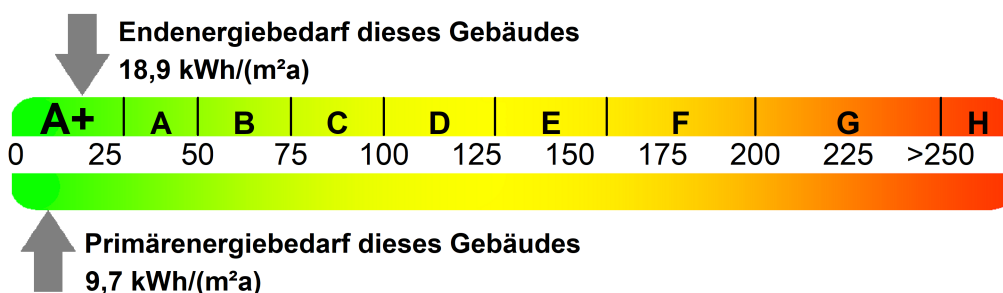 Endenergiebedarf dieses Gebäudes
18,9 kWh/(m²a)
A+ A B C D E F G H
0 25 50 75 100 125 150 175 200 225 >250
Primärenergiebedarf dieses Gebäudes
9,7 kWh/(m²a)